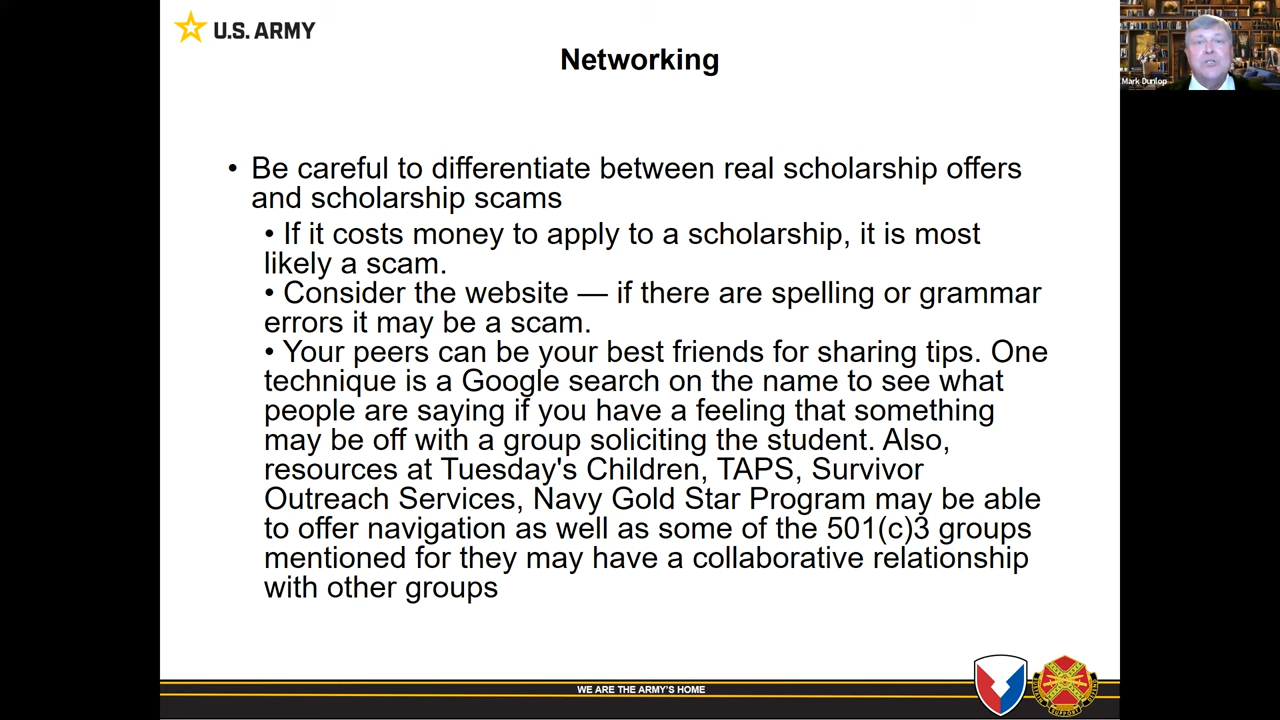 U.S. ARMY
Networking
Mark Dunlop
• Be careful to differentiate between real scholarship offers
and scholarship scams
• If it costs money to apply to a scholarship, it is most
likely a scam.
• Consider the website — if there are spelling or grammar
errors it may be a scam.
• Your peers can be your best friends for sharing tips. One
technique is a Google search on the name to see what
people are saying if you have a feeling that something
may be off with a group soliciting the student. Also,
resources at Tuesday's Children, TAPS, Survivor
Outreach Services, Navy Gold Star Program may be able
to offer navigation as well as some of the 501(c)3 groups
mentioned for they may have a collaborative relationship
with other groups
WE ARE THE ARMY'S HOME
SUPPORT